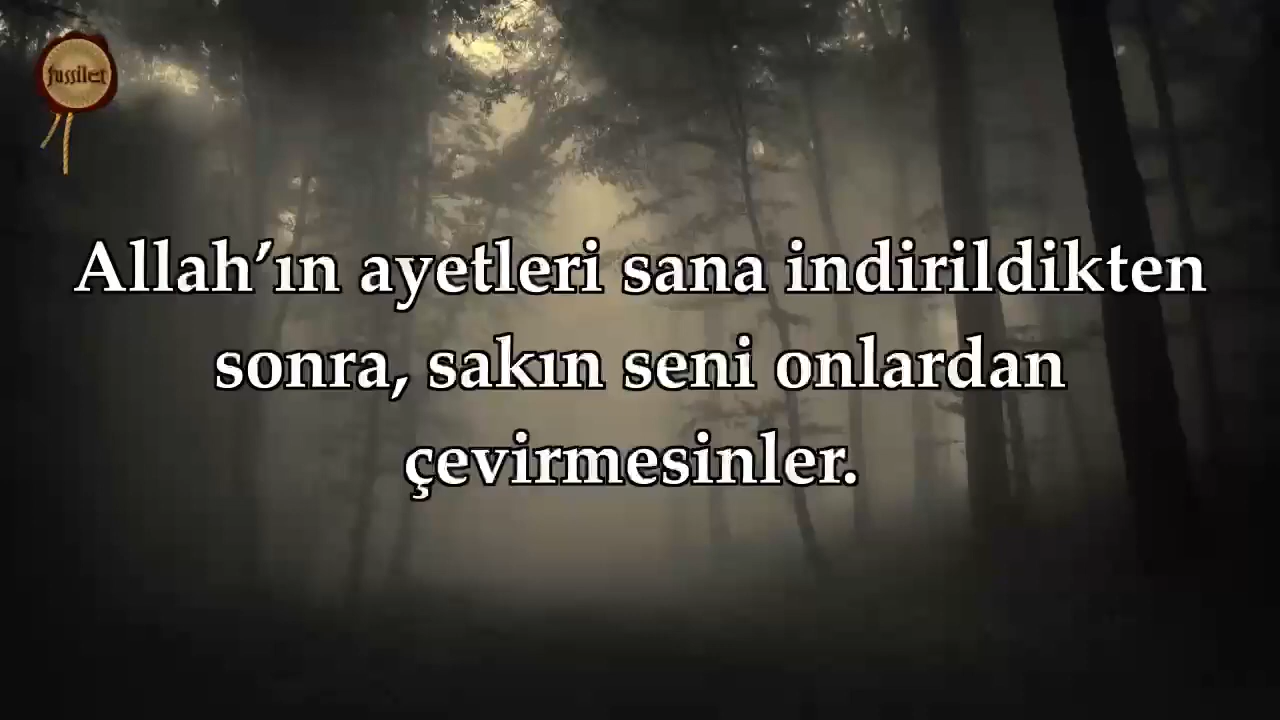 fussilet
Allah’ın ayetleri sana indirildikten
sonra, sakın seni onlardan
çevirmesinler.